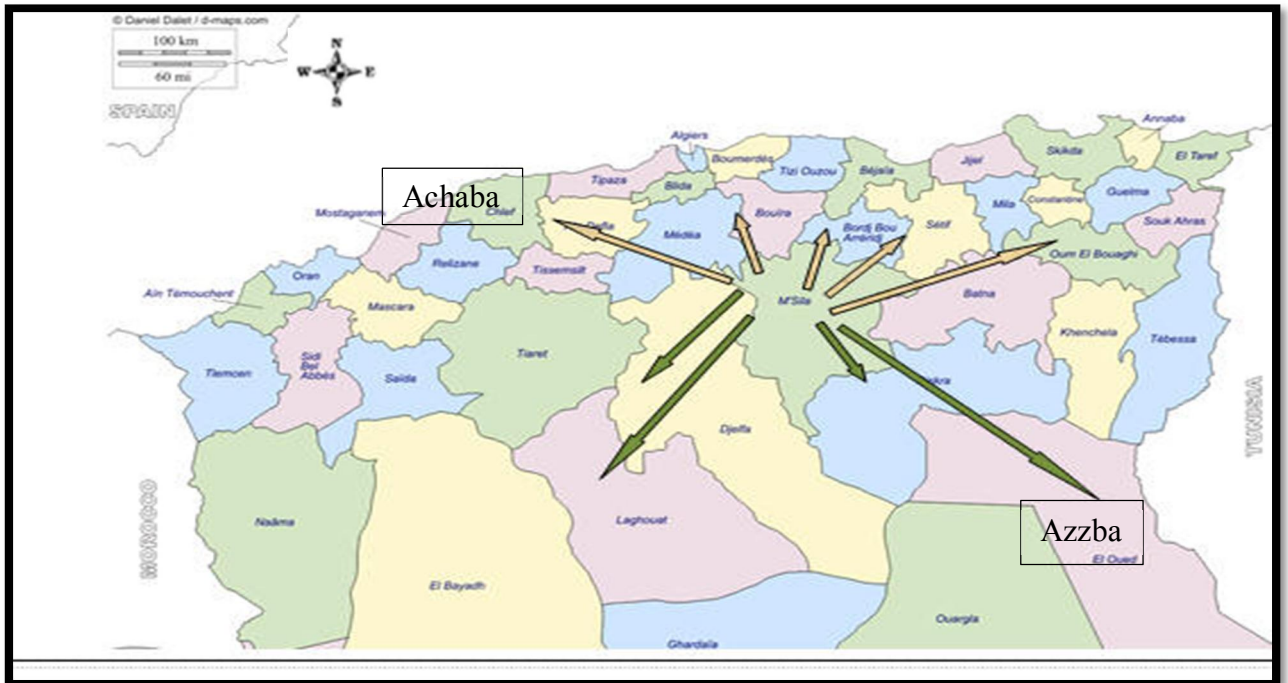 © Daniel Dalet / d-maps.com
100 km
60 mi
N
W E
S
SPAIN
Annaba
Algiers
Boumerdès
Skikda
El Taref
Tizi Ouzou
Béjaïa
Jijel
Achaba
Tipaza
Blida
Bouïra
Mila
Constantine
Guelma
Mostaganem
Chlef
Médéa
Bordj Bou
Arréridj
Sétif
Souk Ahras
Oum El Bouaghi
Oran
Relizane
Tissemsilt
Aïn Témouchent
Mascara
M'Sila
Batna
Khenchela
Tébessa
Tiaret
Tlemcen
Sidi
Bel
Abbès
Saïda
Djelfa
TUNISIA
MOROCCO
Naâma
Laghouat
Azzba
El Oued
El Bayadh
Ouargla
Ghardaïa